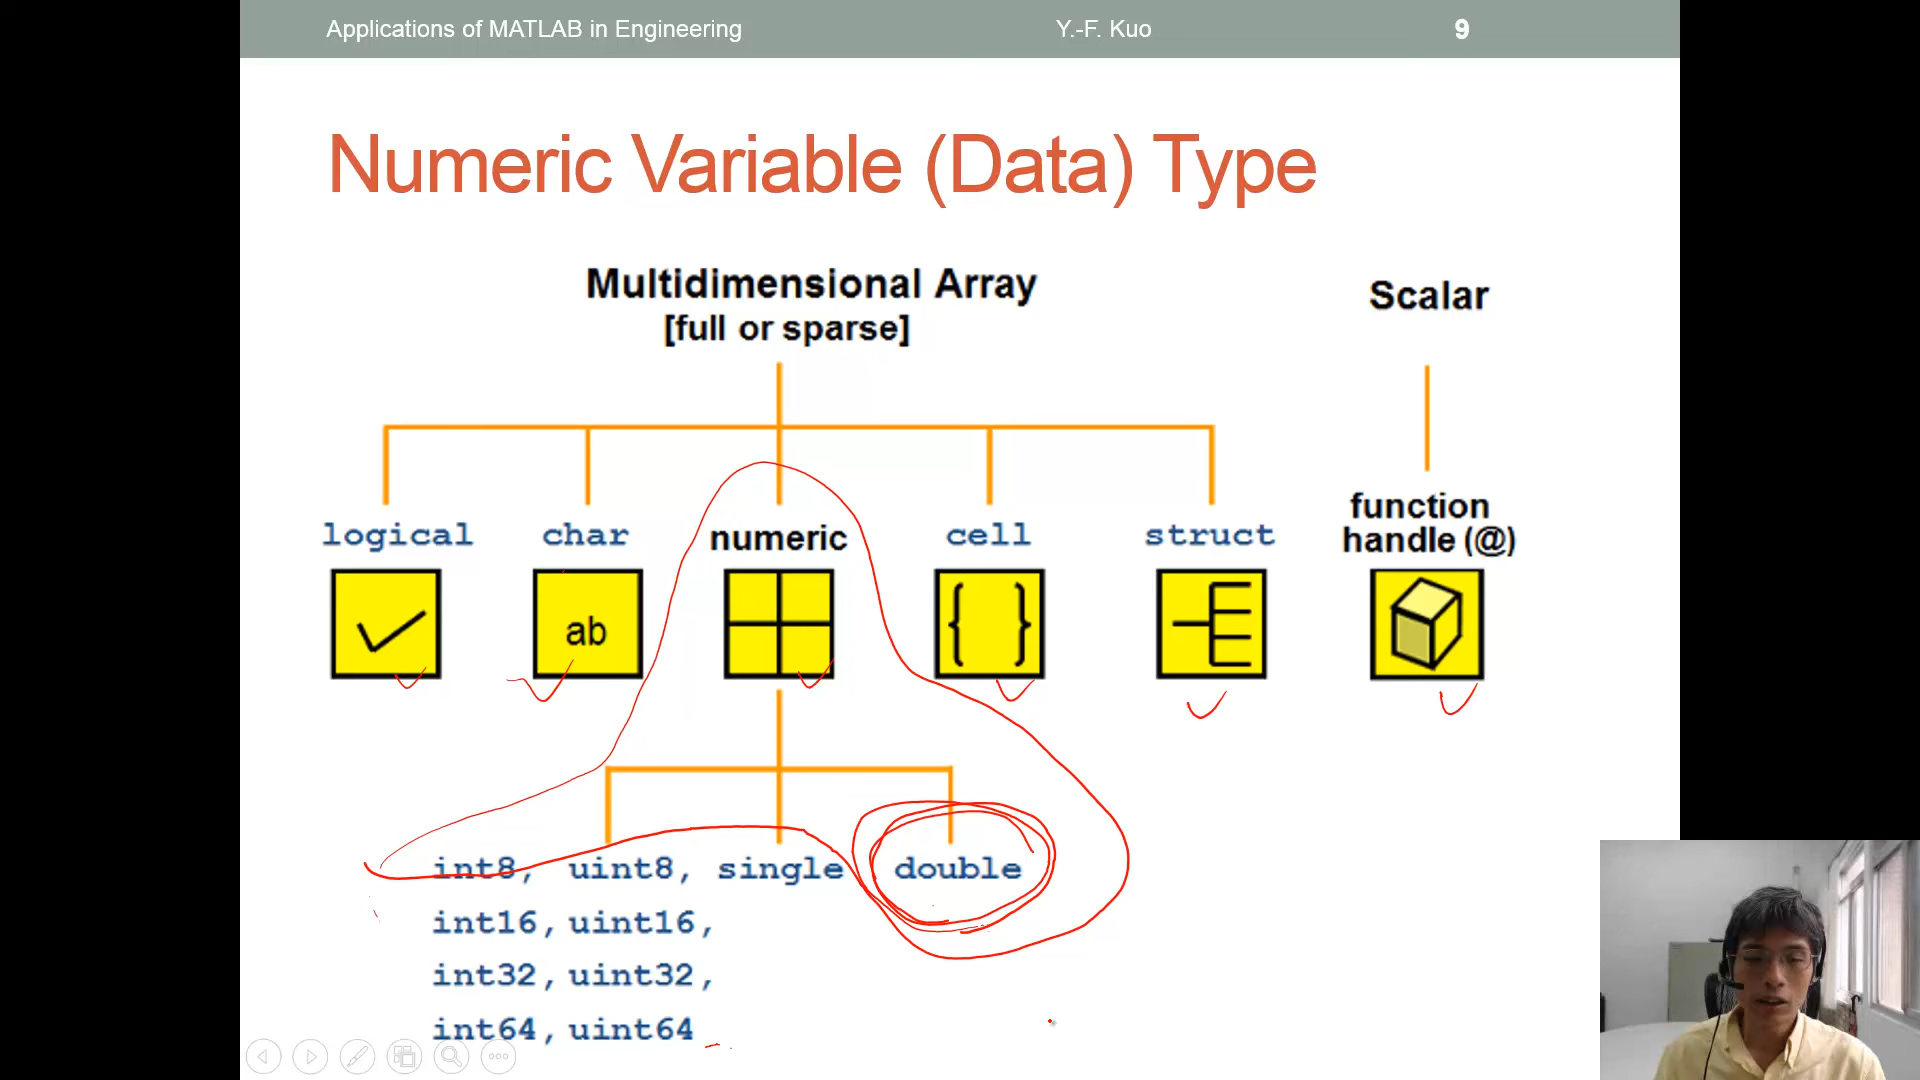 Applications of MATLAB in Engineering Y.-F. Kuo 9
Numeric Variable (Data) Type
Multidimensional Array
[full or sparse]
Scalar
logical char numeric cell struct function
handle (@)
ab
{ }
int8, uint8, single double
int16, uint16,
int32, uint32,
int64, uint64